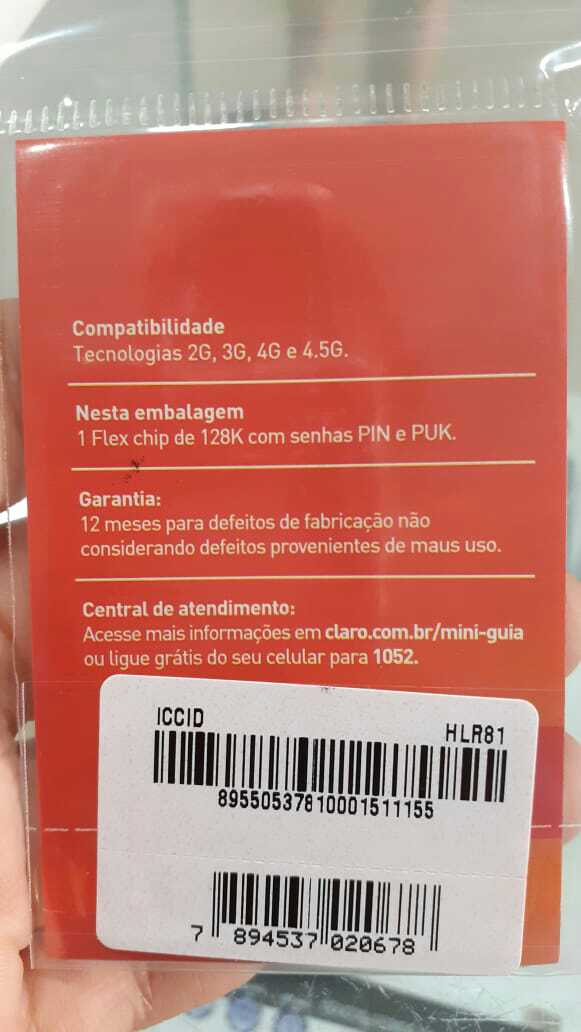 Compatibilidade
Tecnologias 2G, 3G, 4G e 4.5G.
Nesta embalagem
1 Flex chip de 128K com senhas PIN e PUK.
Garantia:
12 meses para defeitos de fabricação não
considerando defeitos provenientes de maus uso.
Central de atendimento:
Acesse mais informações em claro.com.br/mini-guia
ou ligue grátis do seu celular para 1052.
ICCID HLR81
89550537810001511155
7 894537 020678